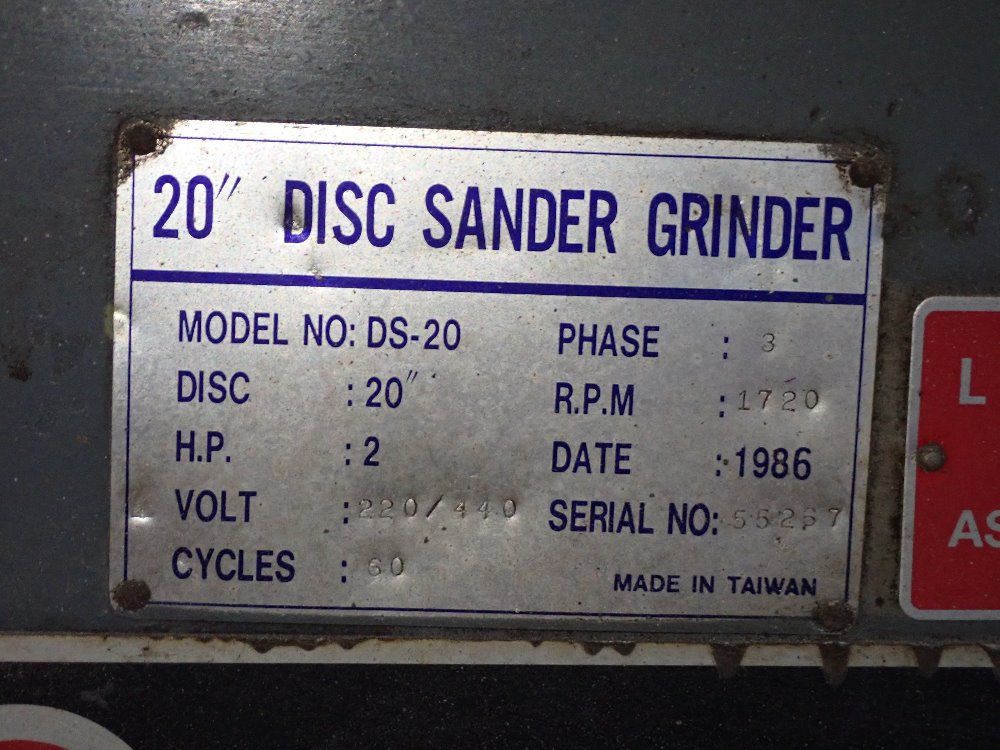 20" DISC SANDER GRINDER
MODEL NO: DS-20 PHASE : 3
DISC : 20" R.P.M : 1720
H.P. : 2 DATE : 1986
VOLT : 220/440 SERIAL NO:
CYCLES : 60 MADE IN TAIWAN
L
AS